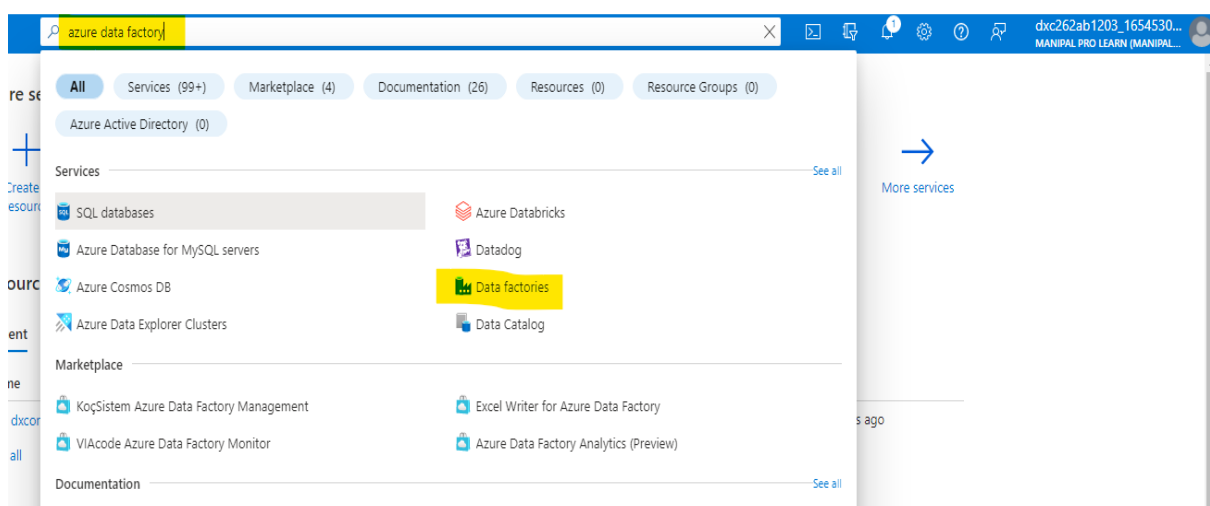 azure data factory
dxc262ab1203_1654530...
MANIPAL PRO LEARN (MANIPAL...
1
All Services (99+) Marketplace (4) Documentation (26) Resources (0) Resource Groups (0)
Azure Active Directory (0)
re se
Services See all
Create
esourc
More services
SQL databases Azure Databricks
Azure Database for MySQL servers Datadog
ourc
Azure Cosmos DB Data factories
Azure Data Explorer Clusters Data Catalog
ent
Marketplace
me
KoçSistem Azure Data Factory Management Excel Writer for Azure Data Factory
dxcor
s ago
VIAcode Azure Data Factory Monitor Azure Data Factory Analytics (Preview)
all
Documentation See all